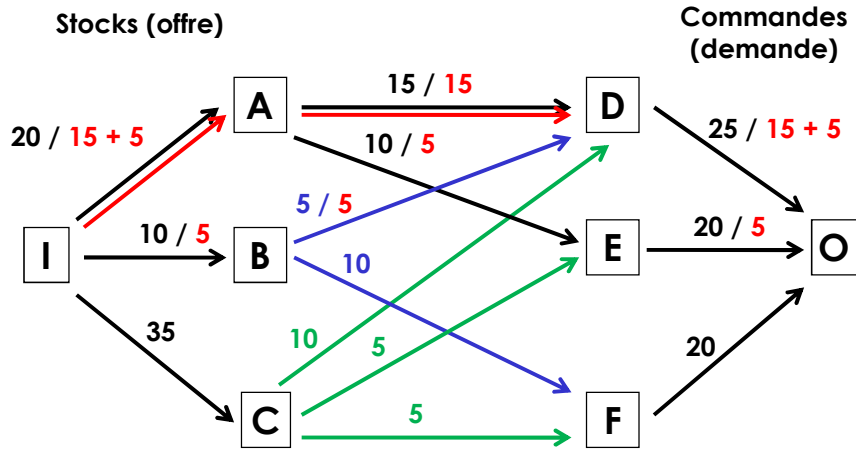 Stocks (offre)
Commandes
(demande)
15 / 15
A
D
20 / 15 + 5
25 / 15 + 5
10 / 5
5 / 5
10 / 5
20 / 5
I
B
E
O
10
35
10
5
20
5
C
F